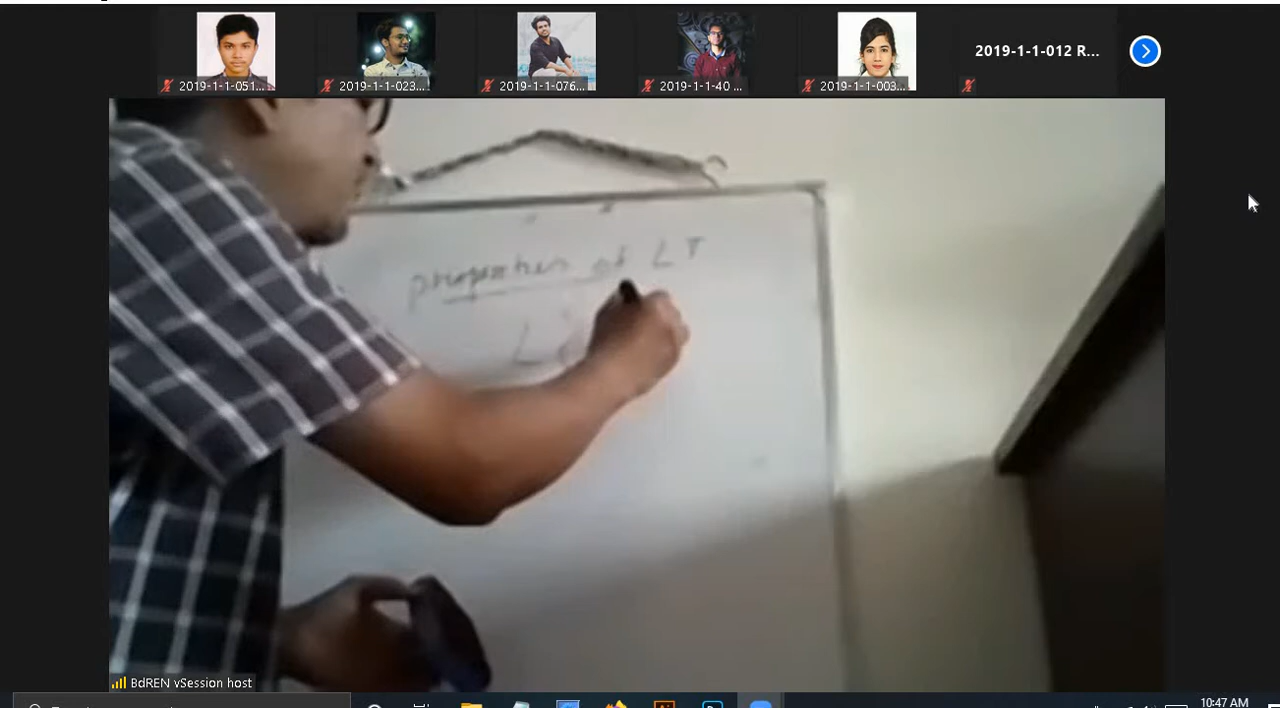 2019-1-1-051...
2019-1-1-023...!
2019-1-1-076...
2019-1-1-40 ...
2019-1-1-003...
2019-1-1-012 R...
properties of LT
L
BdREN vSession host
10:47 AM